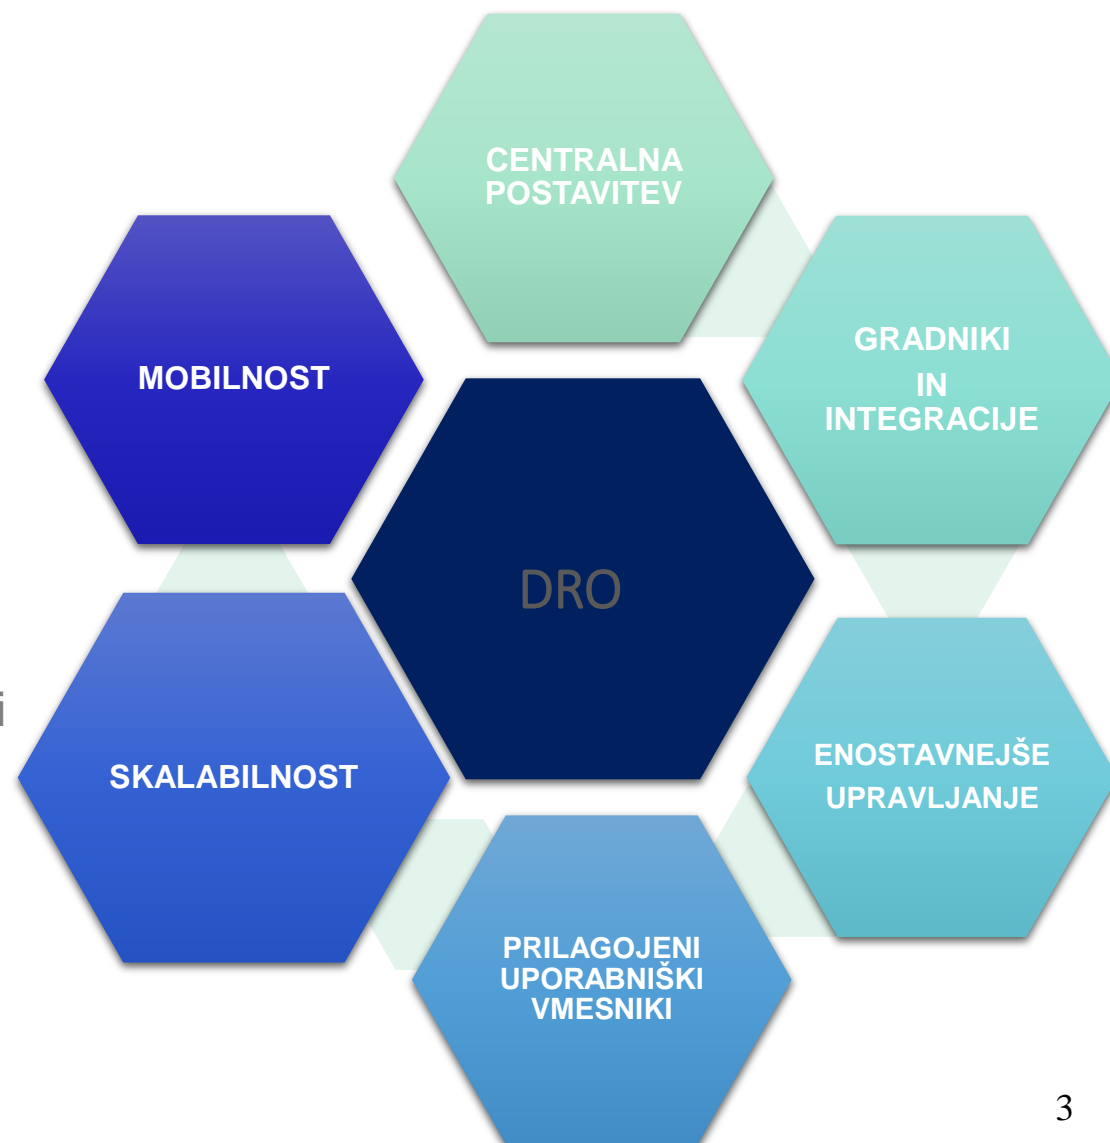 CENTRALNA
POSTAVITEV
GRADNIKI
IN
INTEGRACIJE
MOBILNOST
DRO
i
SKALABILNOST
ENOSTAVNEJŠE
UPRAVLJANJE
PRILAGOJENI
UPORABNIŠKI
VMESNIKI
3